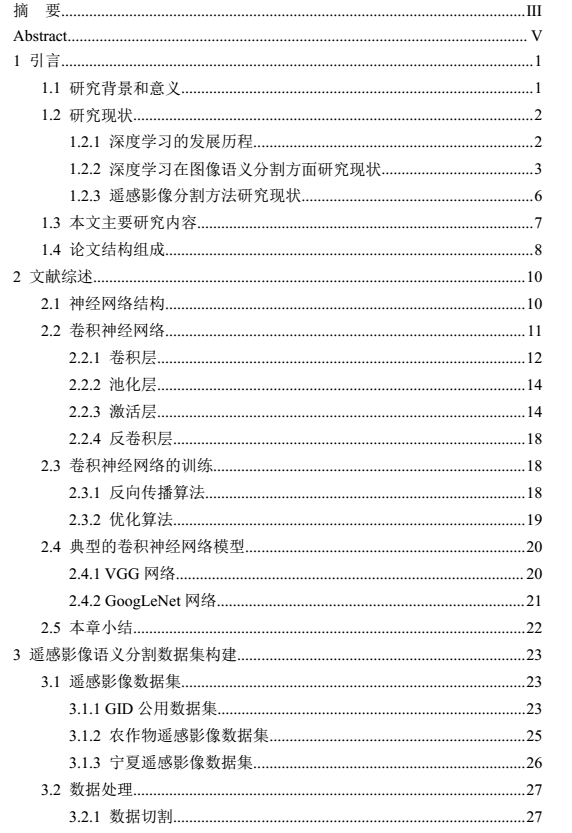 摘　要....................III
Abstract....................V
1 引言....................1
1.1 研究背景和意义....................1
1.2 研究现状....................2
1.2.1 深度学习的发展历程....................2
1.2.2 深度学习在图像语义分割方面研究现状....................3
1.2.3 遥感影像分割方法研究现状....................6
1.3 本文主要研究内容....................7
1.4 论文结构组成....................8
2 文献综述....................10
2.1 神经网络结构....................10
2.2 卷积神经网络....................11
2.2.1 卷积层....................12
2.2.2 池化层....................14
2.2.3 激活层....................14
2.2.4 反卷积层....................18
2.3 卷积神经网络的训练....................18
2.3.1 反向传播算法....................18
2.3.2 优化算法....................19
2.4 典型的卷积神经网络模型....................20
2.4.1 VGG 网络....................20
2.4.2 GoogLeNet 网络....................21
2.5 本章小结....................22
3 遥感影像语义分割数据集构建....................23
3.1 遥感影像数据集....................23
3.1.1 GID 公用数据集....................23
3.1.2 农作物遥感影像数据集....................25
3.1.3 宁夏遥感影像数据集....................26
3.2 数据处理....................27
3.2.1 数据切割....................27